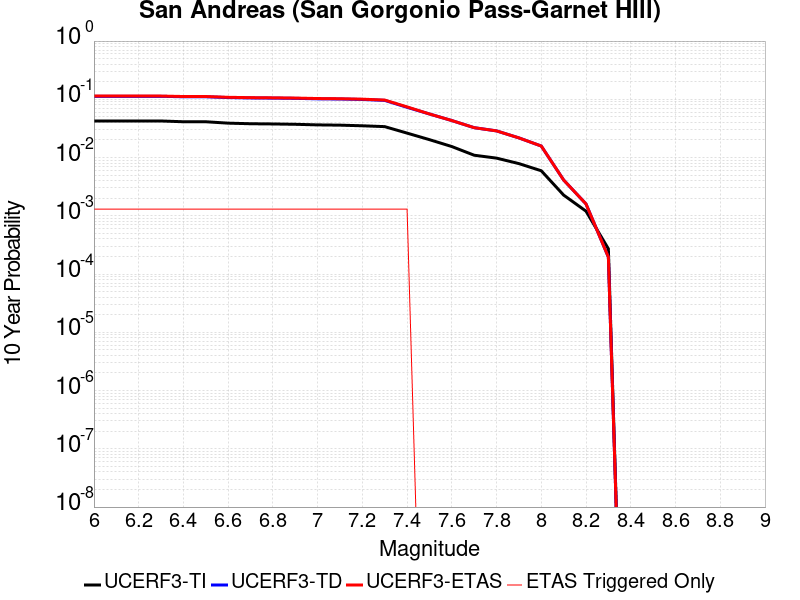 San Andreas (San Gorgonio Pass-Garnet HIll)
10^0
10^-1
10^-2
10^-3
10^-4
10^-5
10^-6
10^-7
10^-8
10 Year Probability
6 6.2 6.4 6.6 6.8 7 7.2 7.4 7.6 7.8 8 8.2 8.4 8.6 8.8 9
Magnitude
UCERF3-TI UCERF3-TD UCERF3-ETAS ETAS Triggered Only